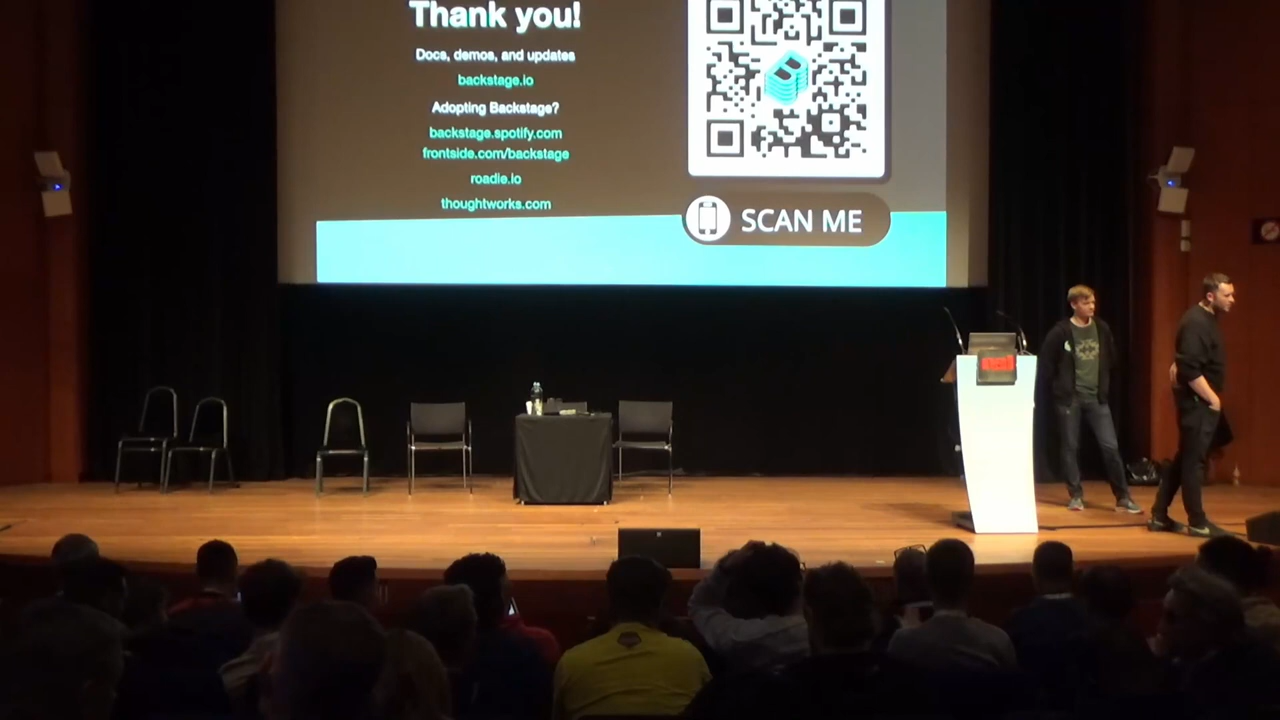 Thank you!
Docs, demos, and updates
backstage.io
Adopting Backstage?
backstage.spotify.com
frontside.com/backstage
roadie.io
thoughtworks.com
SCAN ME